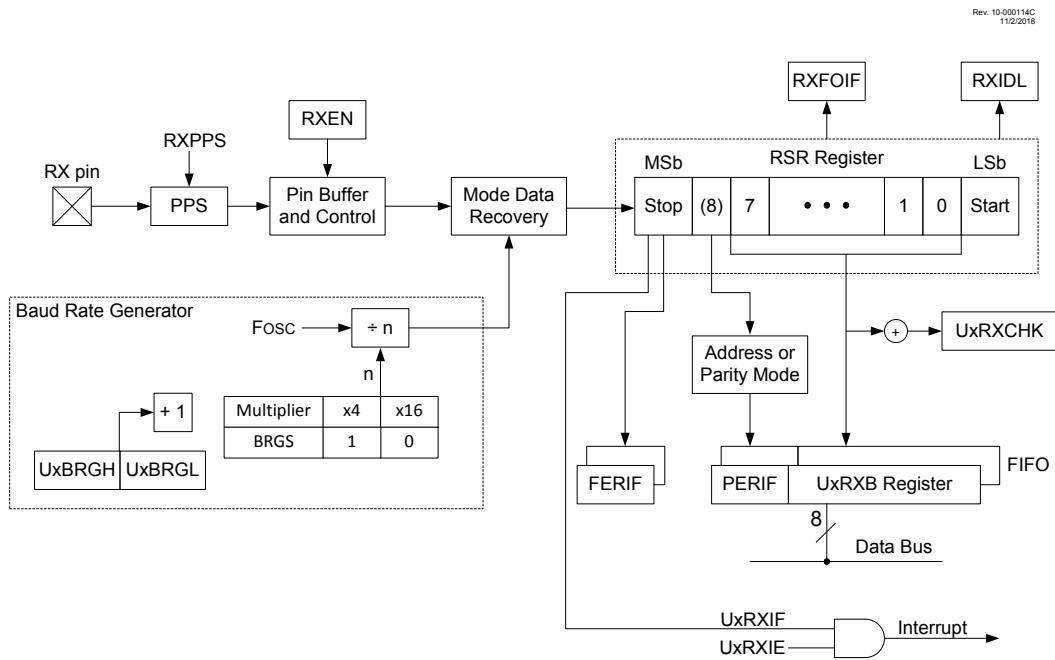 Rev. 10-000114C
11/2/2018
RXFOIF
RXIDL
RXEN
RXPPS
RX pin
MSb
RSR Register
LSb
PPS
Pin Buffer
and Control
Mode Data
Recovery
Stop
(8)
7
• • •
1
0
Start
Baud Rate Generator
FOSC
÷ n
n
+
UxRXCHK
Address or
Parity Mode
+ 1
Multiplier x4 x16
BRGS 1 0
UxBRGH UxBRGL
FIFO
FERIF
PERIF
UxRXB Register
8
Data Bus
UxRXIF
UxRXIE
Interrupt